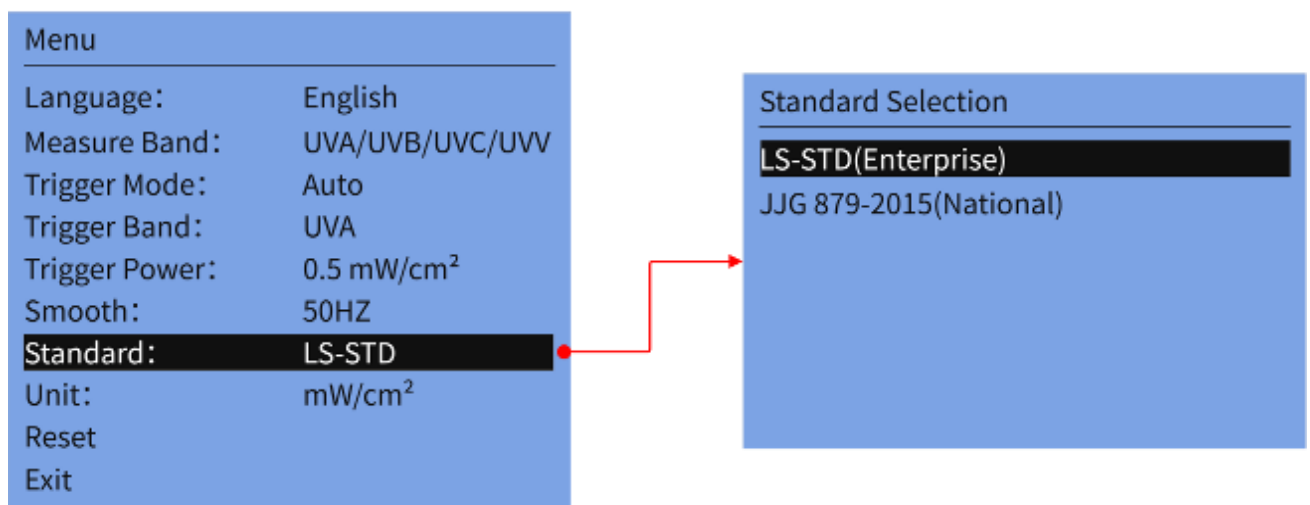 Menu
Language： English
Measure Band： UVA/UVB/UVC/UVV
Trigger Mode： Auto
Trigger Band： UVA
Trigger Power： 0.5 mW/cm²
Smooth： 50HZ
Standard： LS-STD
Unit： mW/cm²
Reset
Exit
Standard Selection
LS-STD(Enterprise)
JJG 879-2015(National)